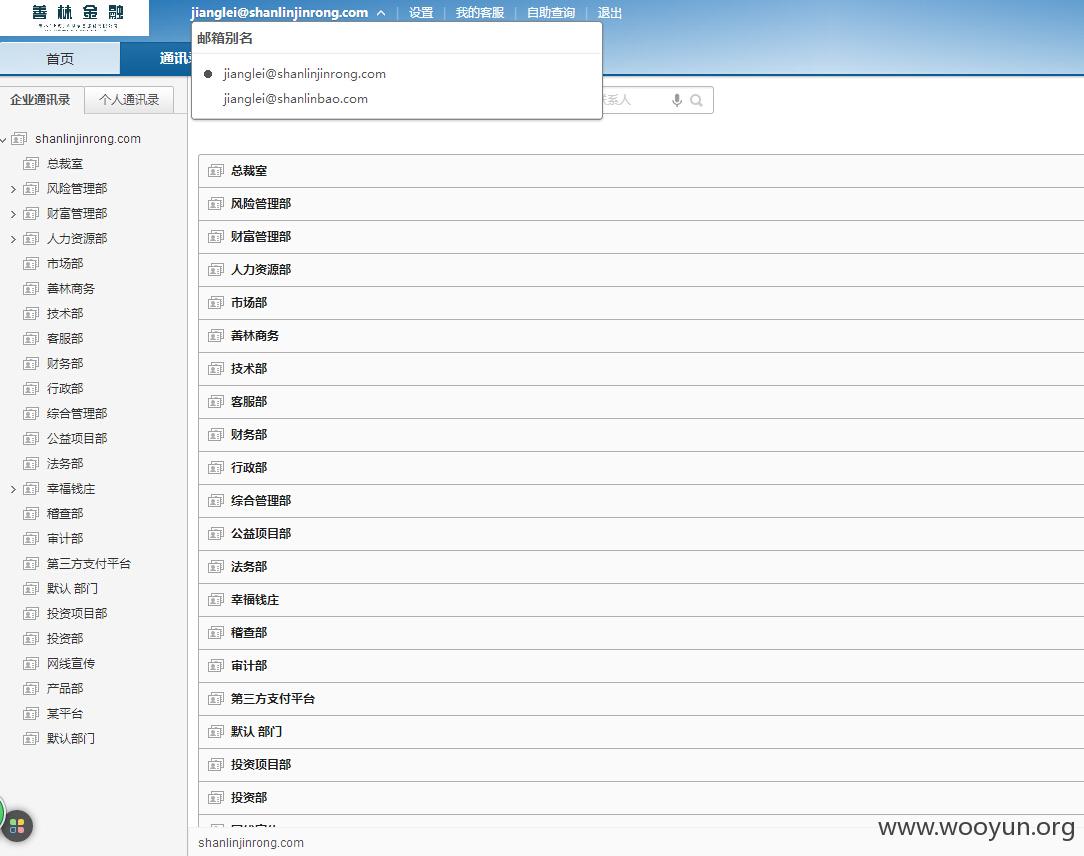 善林金融
jianglei@shanlinjinrong.com 设置 我的客服 自助查询 退出
邮箱别名
jianglei@shanlinjinrong.com
jianglei@shanlinbao.com
首页 通讯
企业通讯录 个人通讯录
系人
shanlinjinrong.com
总裁室
风险管理部
财富管理部
人力资源部
市场部
善林商务
技术部
客服部
财务部
行政部
综合管理部
公益项目部
法务部
幸福钱庄
稽查部
审计部
第三方支付平台
默认 部门
投资项目部
投资部
网线宣传
产品部
某平台
默认部门
总裁室
风险管理部
财富管理部
人力资源部
市场部
善林商务
技术部
客服部
财务部
行政部
综合管理部
公益项目部
法务部
幸福钱庄
稽查部
审计部
第三方支付平台
默认 部门
投资项目部
投资部
shanlinjinrong.com
www.wooyun.org